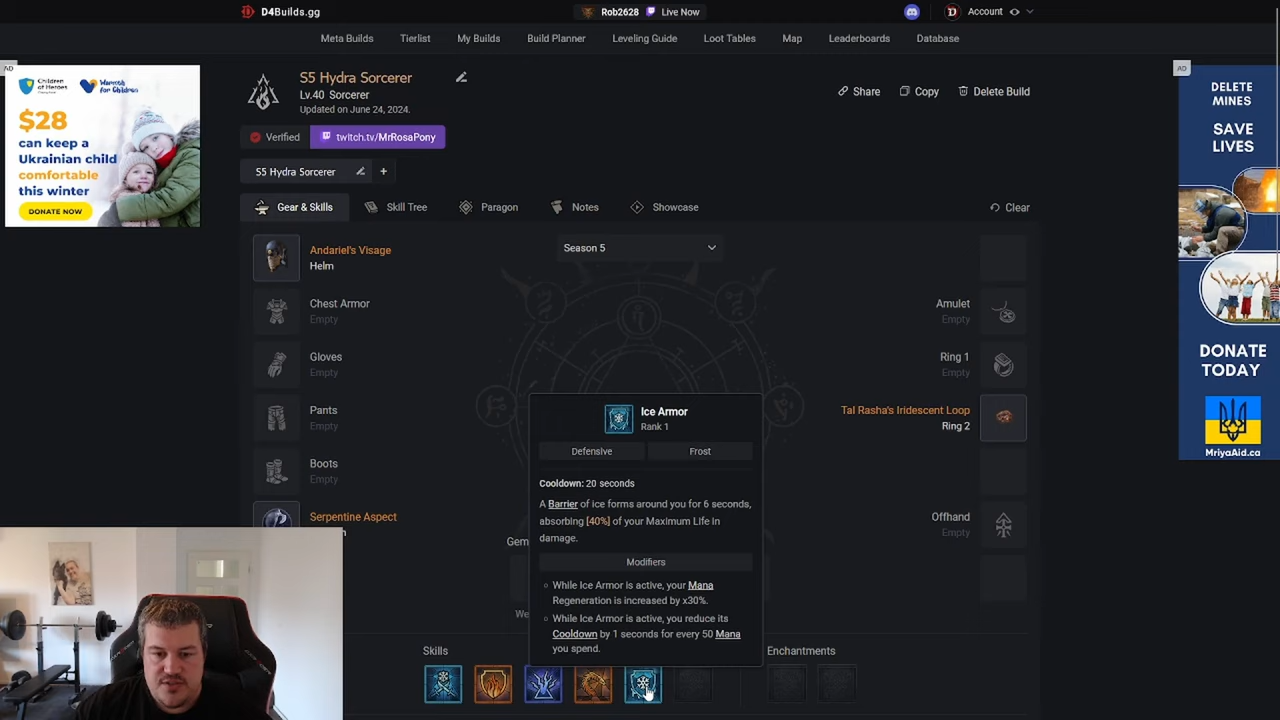 D4Builds.gg
Rob2628 Live Now
Account
Meta Builds Tierlist My Builds Build Planner Leveling Guide Loot Tables Map Leaderboards Database
AD
Children of Heroes
Warmth for Children
$28
can keep a
Ukrainian child
comfortable
this winter
DONATE NOW
S5 Hydra Sorcerer
Lv.40 Sorcerer
Updated on June 24, 2024.
Share Copy Delete Build
Verified twitch.tv/MrRosaPony
S5 Hydra Sorcerer +
Gear & Skills Skill Tree Paragon Notes Showcase Clear
Season 5
Andariel's Visage
Helm
Chest Armor
Empty
Gloves
Empty
Pants
Empty
Boots
Empty
Serpentine Aspect
Amulet
Empty
Ring 1
Empty
Tal Rasha's Iridescent Loop
Ring 2
Offhand
Empty
Gem
We
Ice Armor
Rank 1
Defensive Frost
Cooldown: 20 seconds
A Barrier of ice forms around you for 6 seconds,
absorbing [40%] of your Maximum Life in
damage.
Modifiers
While Ice Armor is active, your Mana
Regeneration is increased by x30%.
While Ice Armor is active, you reduce its
Cooldown by 1 seconds for every 50 Mana
you spend.
Skills
Enchantments
AD
DELETE
MINES
SAVE
LIVES
DONATE
TODAY
MriyaAid.ca